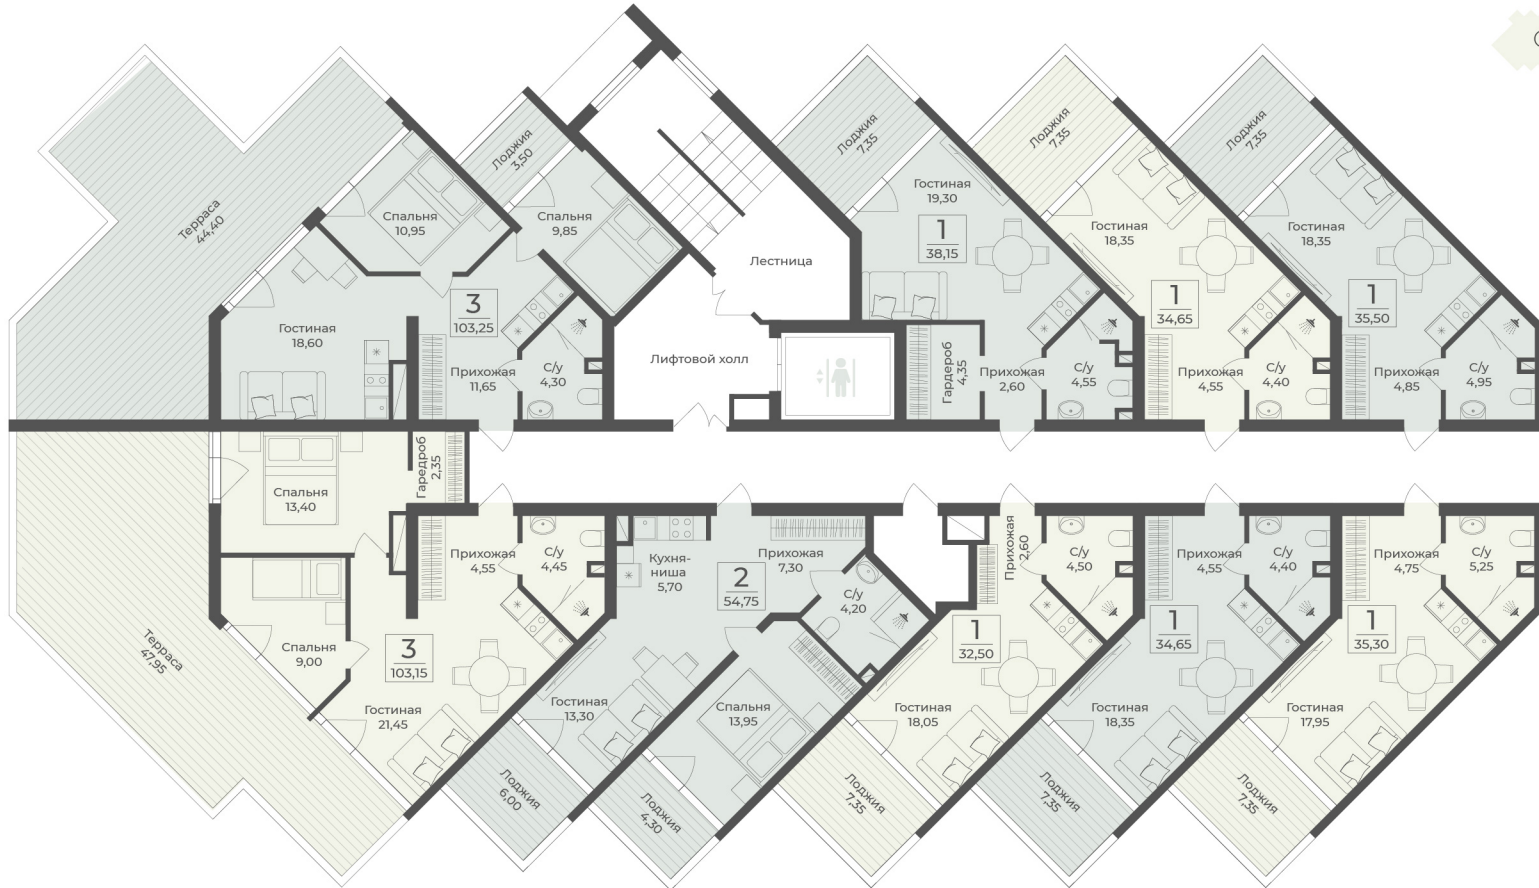 Терраса
44,40
Спальня
10,95
Лоджия
3,50
Спальня
9,85
Гостиная
18,60
3
103,25
Прихожая
11,65
С/у
4,30
Лестница
Лифтовой холл
Лоджия
7,35
Гостиная
19,30
1
38,15
Гардероб
4,35
Прихожая
2,60
С/у
4,55
Лоджия
7,35
Гостиная
18,35
1
34,65
Прихожая
4,55
С/у
4,40
Лоджия
7,35
Гостиная
18,35
1
35,50
Прихожая
4,85
С/у
4,95
Терраса
47,95
Спальня
13,40
Гаредроб
2,35
Спальня
9,00
Прихожая
4,55
С/у
4,45
3
103,15
Гостиная
21,45
Кухня-
ниша
5,70
Прихожая
7,30
2
54,75
С/у
4,20
Гостиная
13,30
Спальня
13,95
Лоджия
6,00
Лоджия
4,30
Прихожая
2,60
С/у
4,50
1
32,50
Гостиная
18,05
Лоджия
7,35
Прихожая
4,55
С/у
4,40
1
34,65
Гостиная
18,35
Лоджия
7,35
Прихожая
4,75
С/у
5,25
1
35,30
Гостиная
17,95
Лоджия
7,35